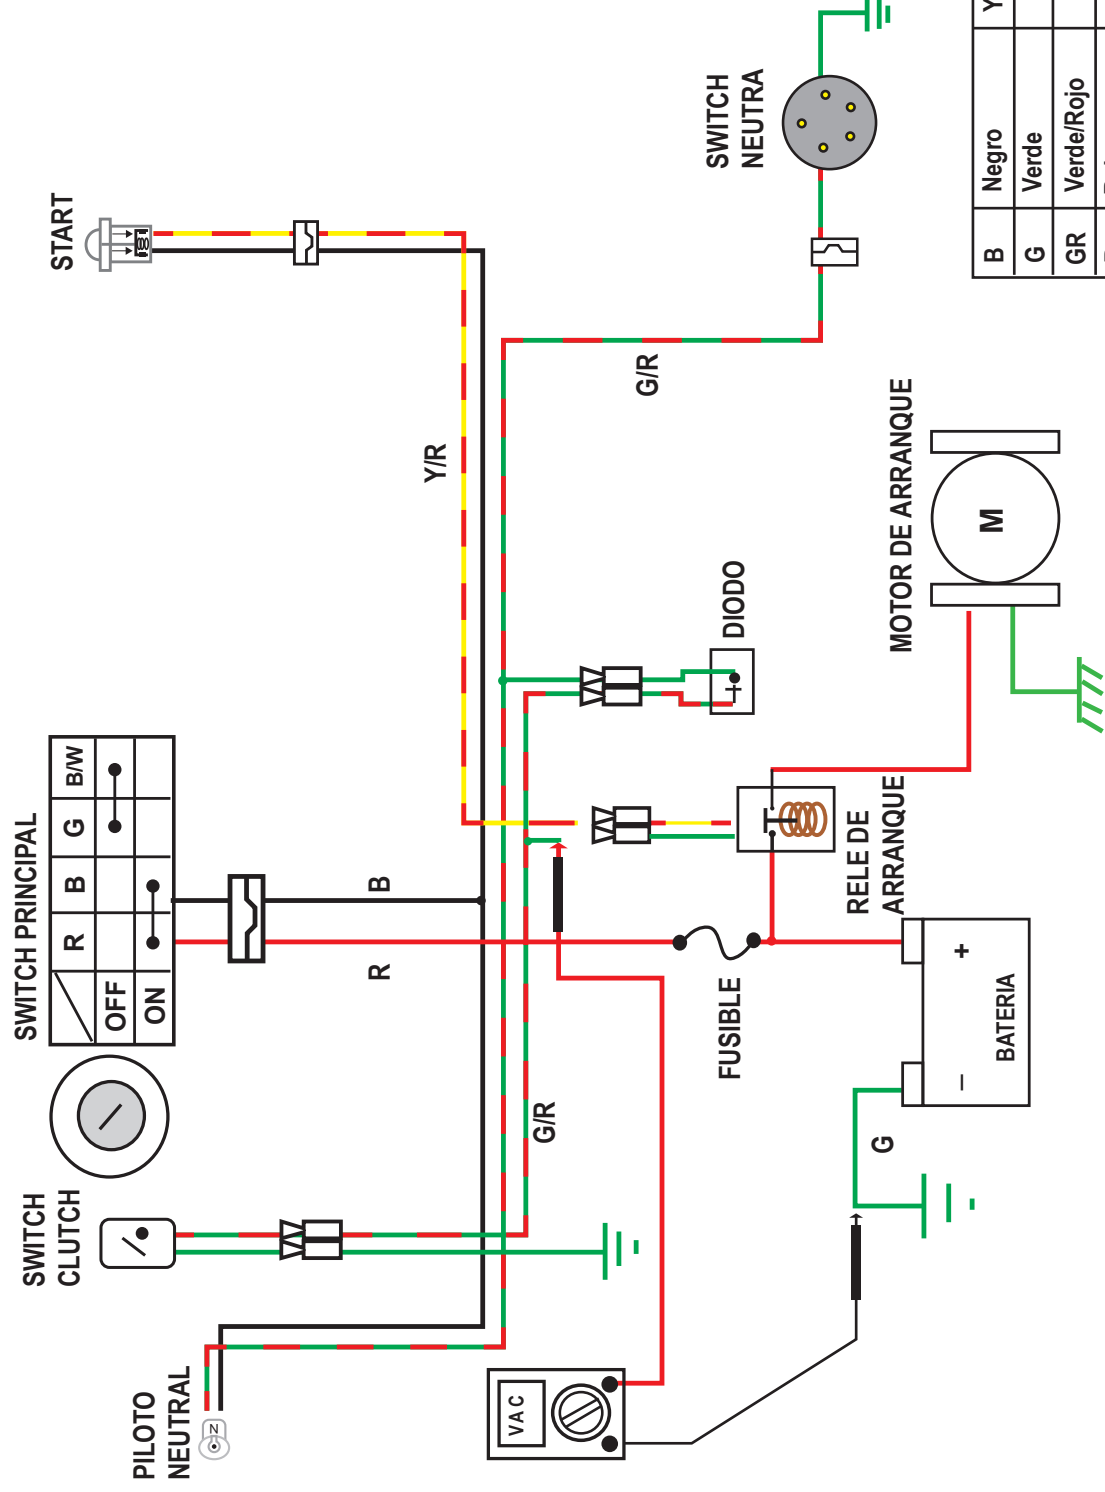 PILOTO
NEUTRAL
SWITCH
CLUTCH
SWITCH PRINCIPAL
R
B
G
B/W
OFF
ON
START
R
B
Y/R
G/R
G/R
SWITCH
NEUTRA
DIODO
FUSIBLE
RELE DE
ARRANQUE
MOTOR DE ARRANQUE
M
BATERIA
+
–
G
V A C
N
B Negro Y
G Verde
GR Verde/Rojo